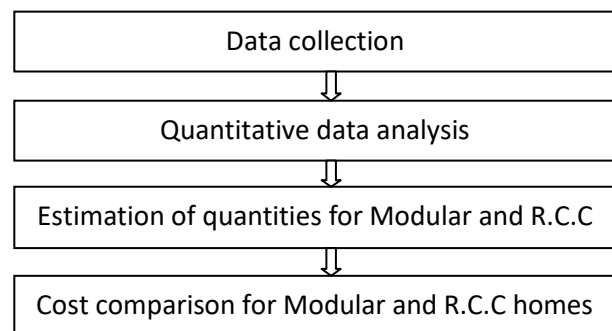 Data collection
Quantitative data analysis
Estimation of quantities for Modular and R.C.C
Cost comparison for Modular and R.C.C homes